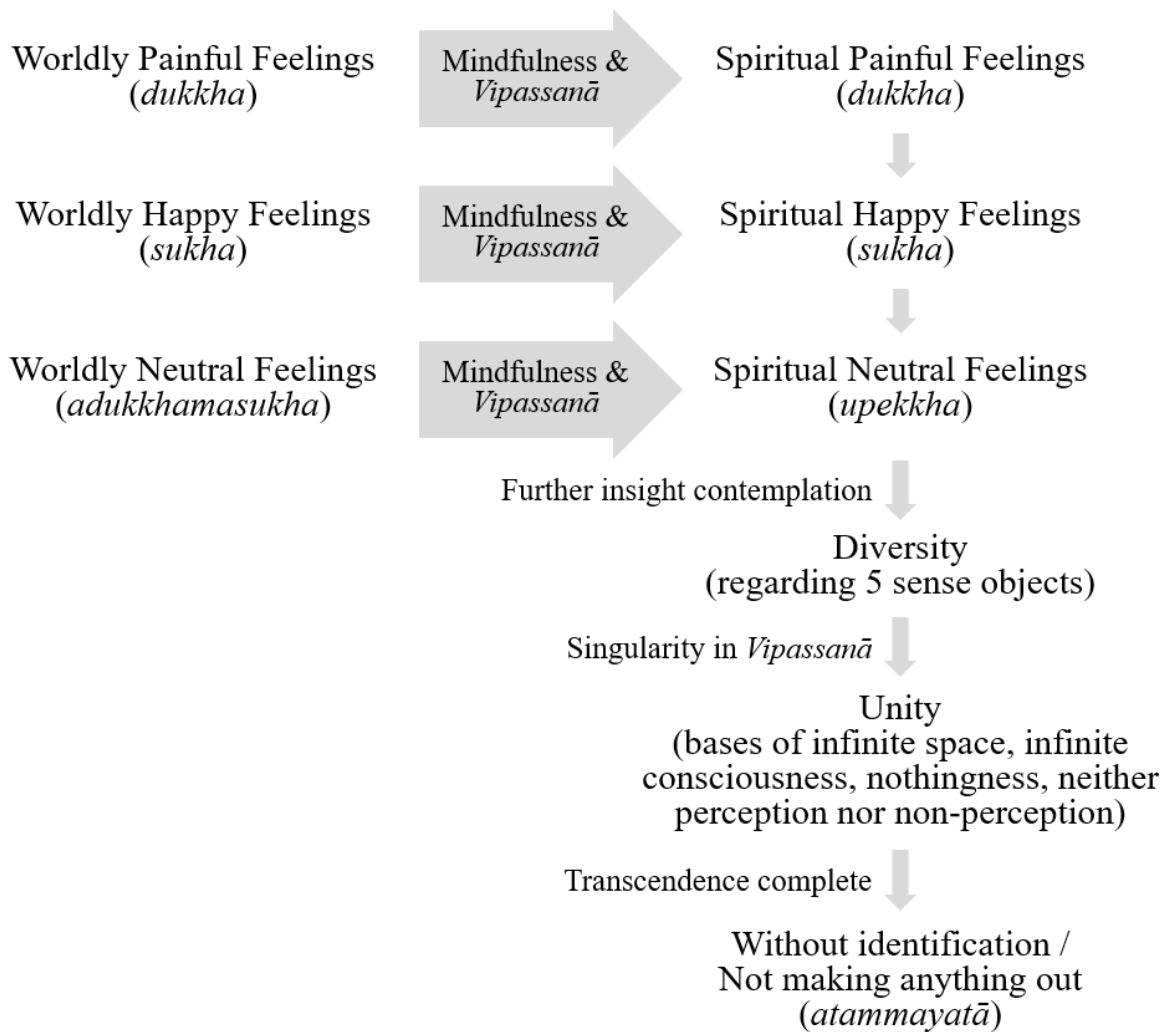 Worldly Painful Feelings
(dukkha)
Mindfulness &
Vipassanā
Spiritual Painful Feelings
(dukkha)
Worldly Happy Feelings
(sukha)
Mindfulness &
Vipassanā
Spiritual Happy Feelings
(sukha)
Worldly Neutral Feelings
(adukkhamasukha)
Mindfulness &
Vipassanā
Spiritual Neutral Feelings
(upekkha)
Further insight contemplation
Diversity
(regarding 5 sense objects)
Singularity in Vipassanā
Unity
(bases of infinite space, infinite
consciousness, nothingness, neither
perception nor non-perception)
Transcendence complete
Without identification /
Not making anything out
(atammayatā)